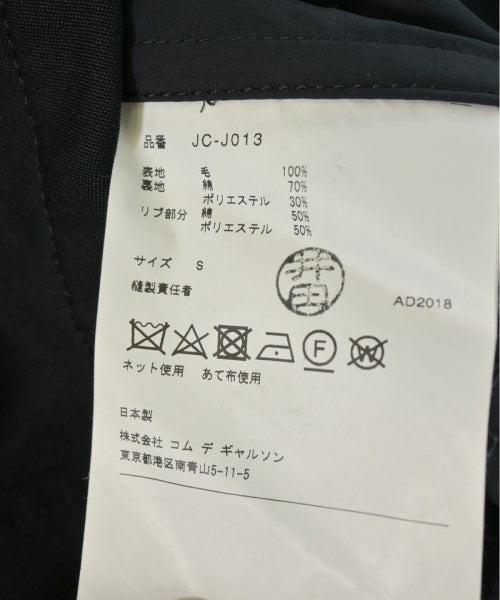 品番 JC-J013
表地 毛 100%
裏地 綿 70%
ポリエステル 30%
リブ部分 綿 50%
ポリエステル 50%
サイズ S
縫製責任者 井田
AD2018
F W
ネット使用 あて布使用
日本製
株式会社 コム デ ギャルソン
東京都港区南青山5-11-5